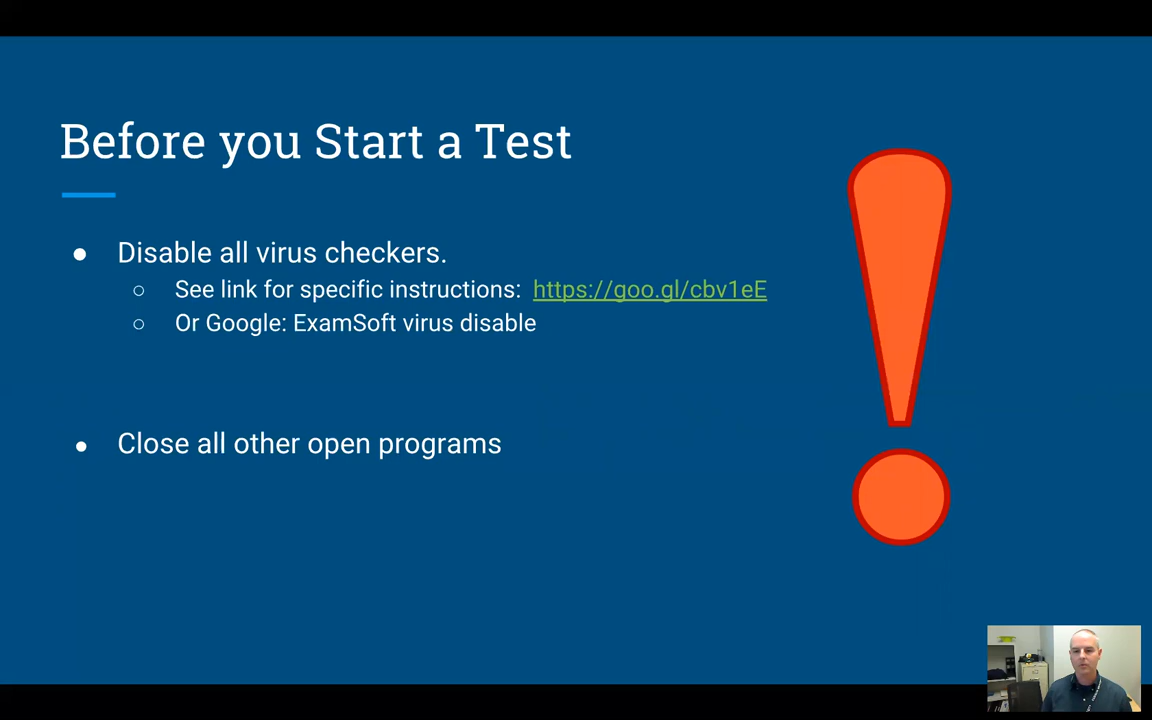 Before you Start a Test
● Disable all virus checkers.
○ See link for specific instructions: https://goo.gl/cbv1eE
○ Or Google: ExamSoft virus disable
● Close all other open programs